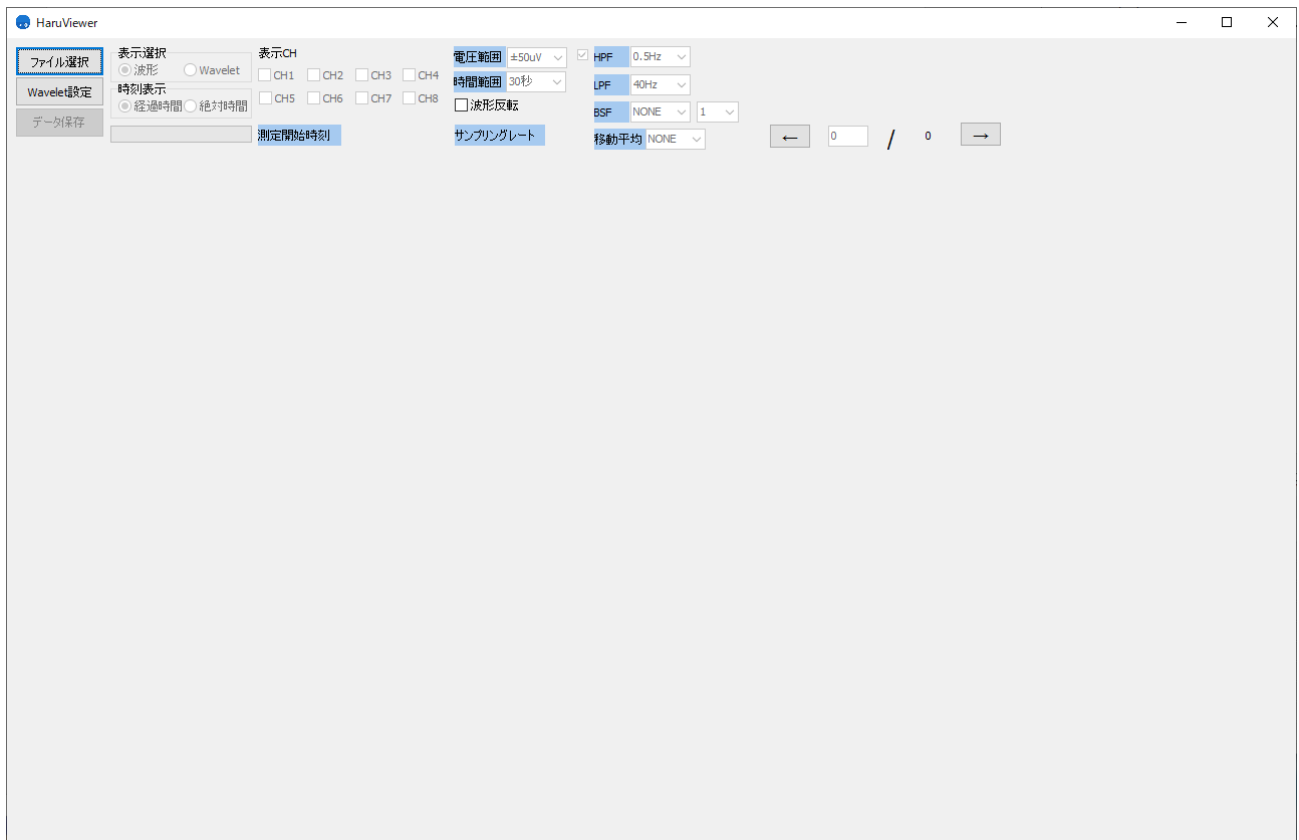 HaruViewer
ファイル選択
Wavelet設定
データ保存
表示選択
波形 Wavelet
時刻表示
経過時間 絶対時間
表示CH
CH1 CH2 CH3 CH4
CH5 CH6 CH7 CH8
測定開始時刻
電圧範囲 ±50uV
時間範囲 30秒
波形反転
サンプリングレート
HPF 0.5Hz
LPF 40Hz
BSF NONE 1
移動平均 NONE
← 0 / 0 →